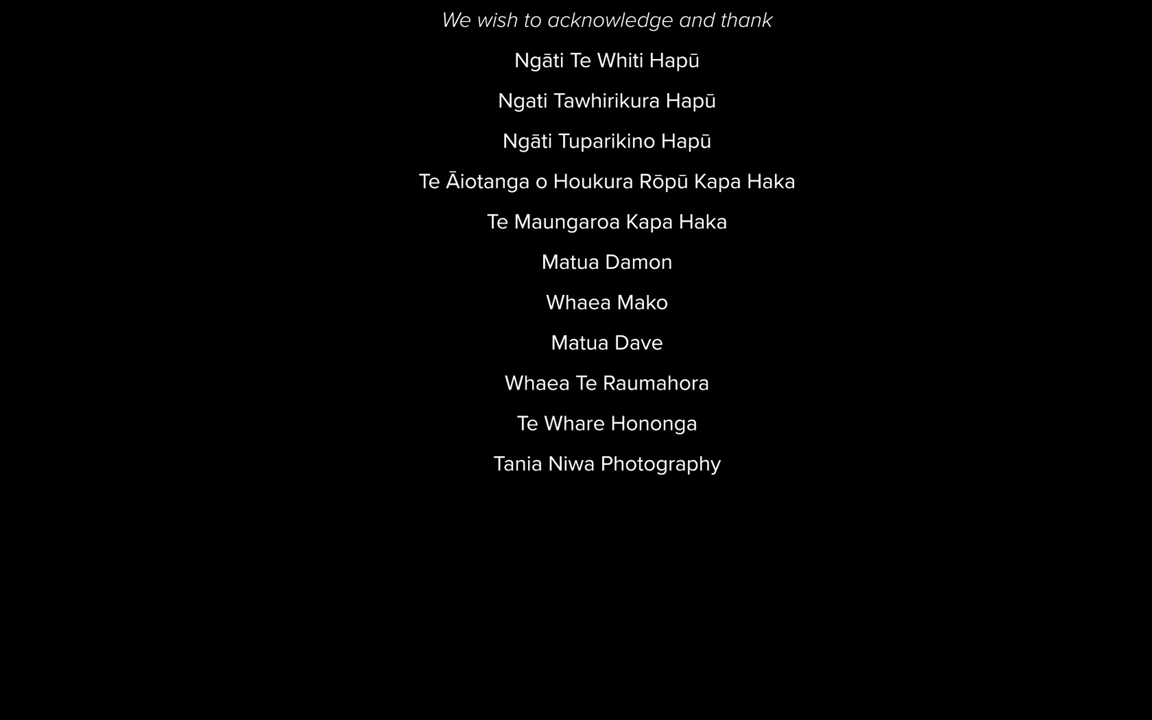 We wish to acknowledge and thank
Ngāti Te Whiti Hapū
Ngati Tawhirikura Hapū
Ngāti Tuparikino Hapū
Te Āiotanga o Houkura Rōpū Kapa Haka
Te Maungaroa Kapa Haka
Matua Damon
Whaea Mako
Matua Dave
Whaea Te Raumahora
Te Whare Hononga
Tania Niwa Photography